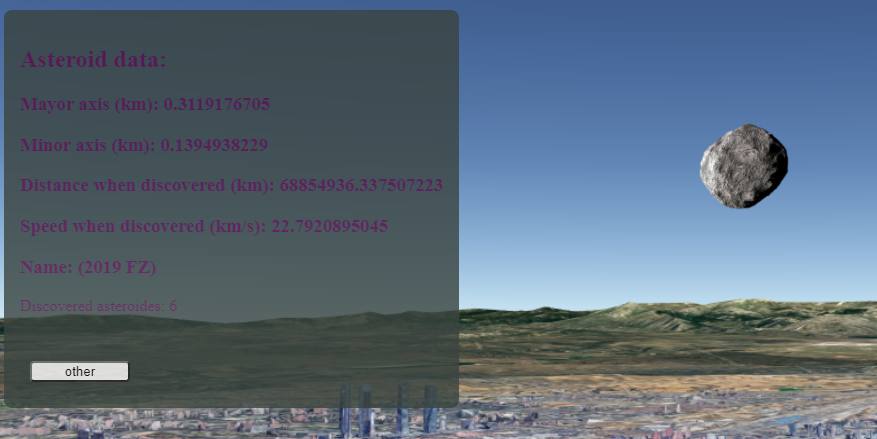 Asteroid data:
Mayor axis (km): 0.3119176705
Minor axis (km): 0.1394938229
Distance when discovered (km): 68854936.337507223
Speed when discovered (km/s): 22.7920895045
Name: (2019 FZ)
Discovered asteroides: 6
other